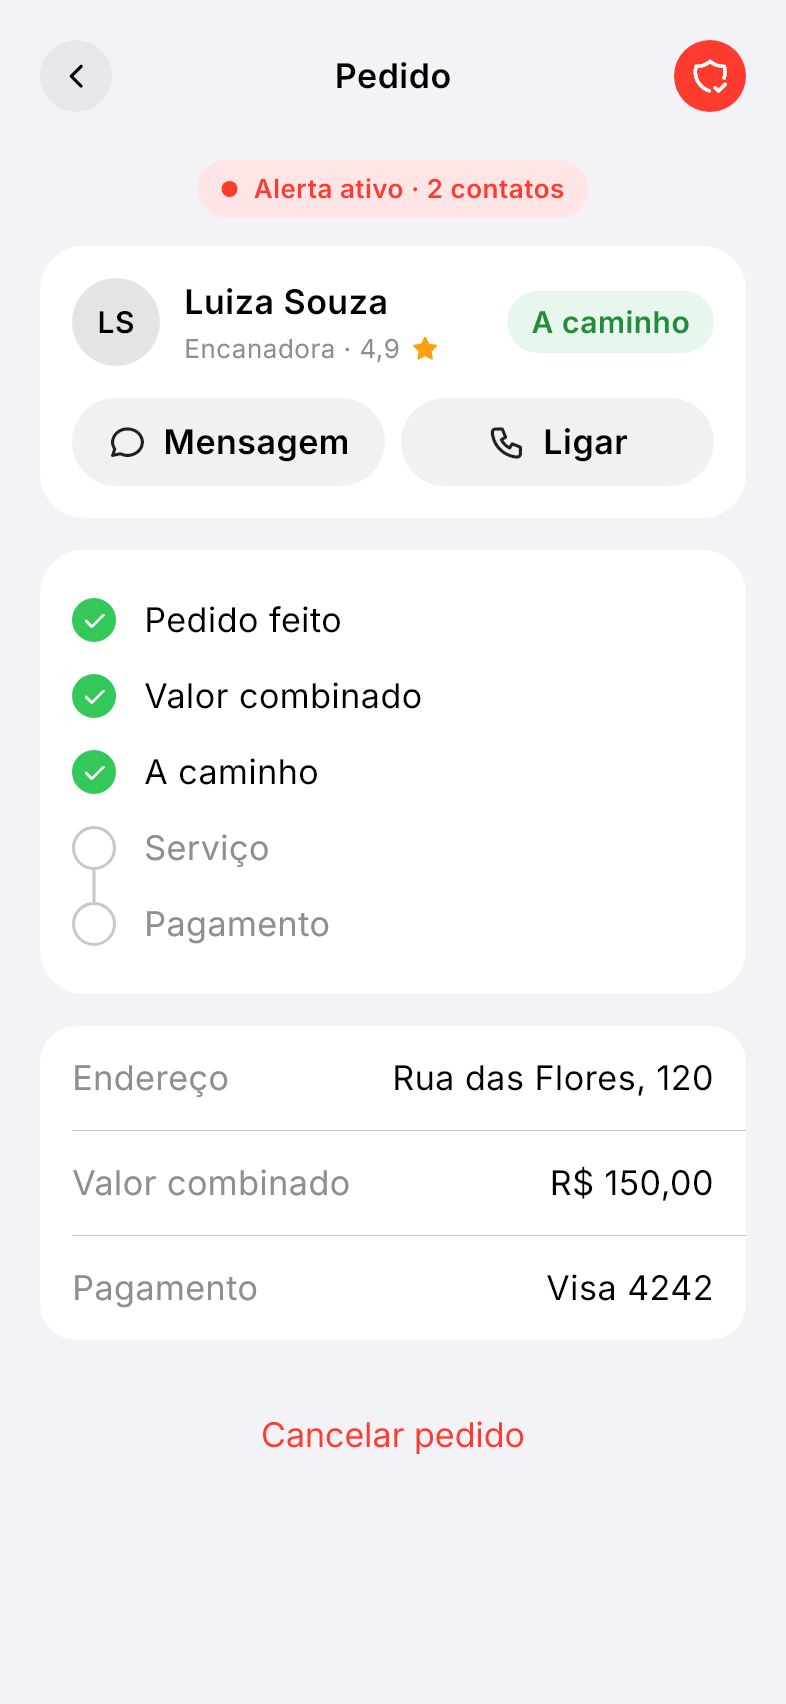 Pedido
Alerta ativo · 2 contatos
LS
Luiza Souza
Encanadora · 4,9
A caminho
Mensagem
Ligar
Pedido feito
Valor combinado
A caminho
Serviço
Pagamento
Endereço
Rua das Flores, 120
Valor combinado
R$ 150,00
Pagamento
Visa 4242
Cancelar pedido